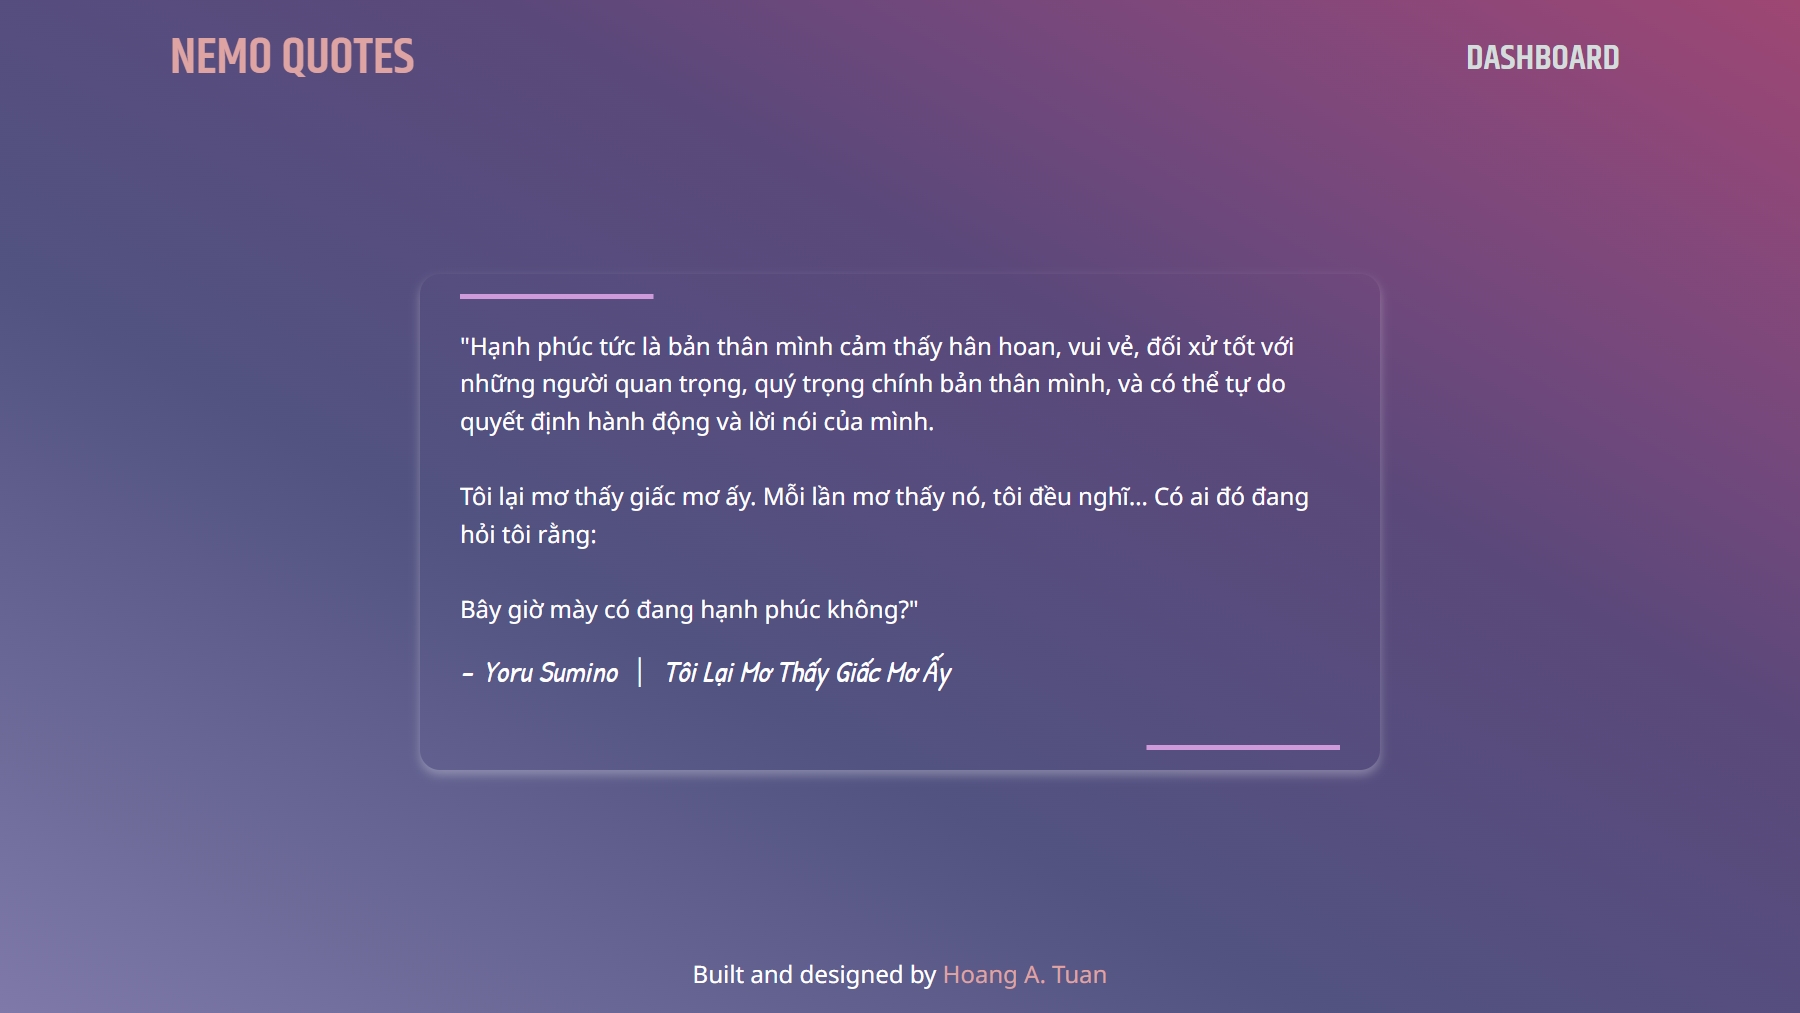 NEMO QUOTES
DASHBOARD
"Hạnh phúc tức là bản thân mình cảm thấy hân hoan, vui vẻ, đối xử tốt với
những người quan trọng, quý trọng chính bản thân mình, và có thể tự do
quyết định hành động và lời nói của mình.
Tôi lại mơ thấy giấc mơ ấy. Mỗi lần mơ thấy nó, tôi đều nghĩ... Có ai đó đang
hỏi tôi rằng:
Bây giờ mày có đang hạnh phúc không?"
- Yoru Sumino | Tôi Lại Mơ Thấy Giấc Mơ Ấy
Built and designed by Hoang A. Tuan